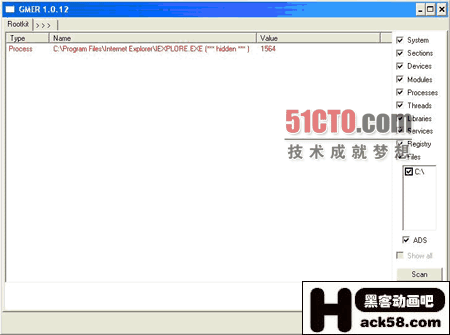 GMER 1.0.12
Rootkit > > >
Type Name Value
Process C:\Program Files\Internet Explorer\IEXPLORE.EXE (*** hidden *** ) 1564
System
Sections
Devices
Modules
Processes
Threads
Libraries
Services
Registry
Files
C:\
ADS
Show all
Scan
51CTO.com
技术成就梦想
黑客动画吧
Hack58.com